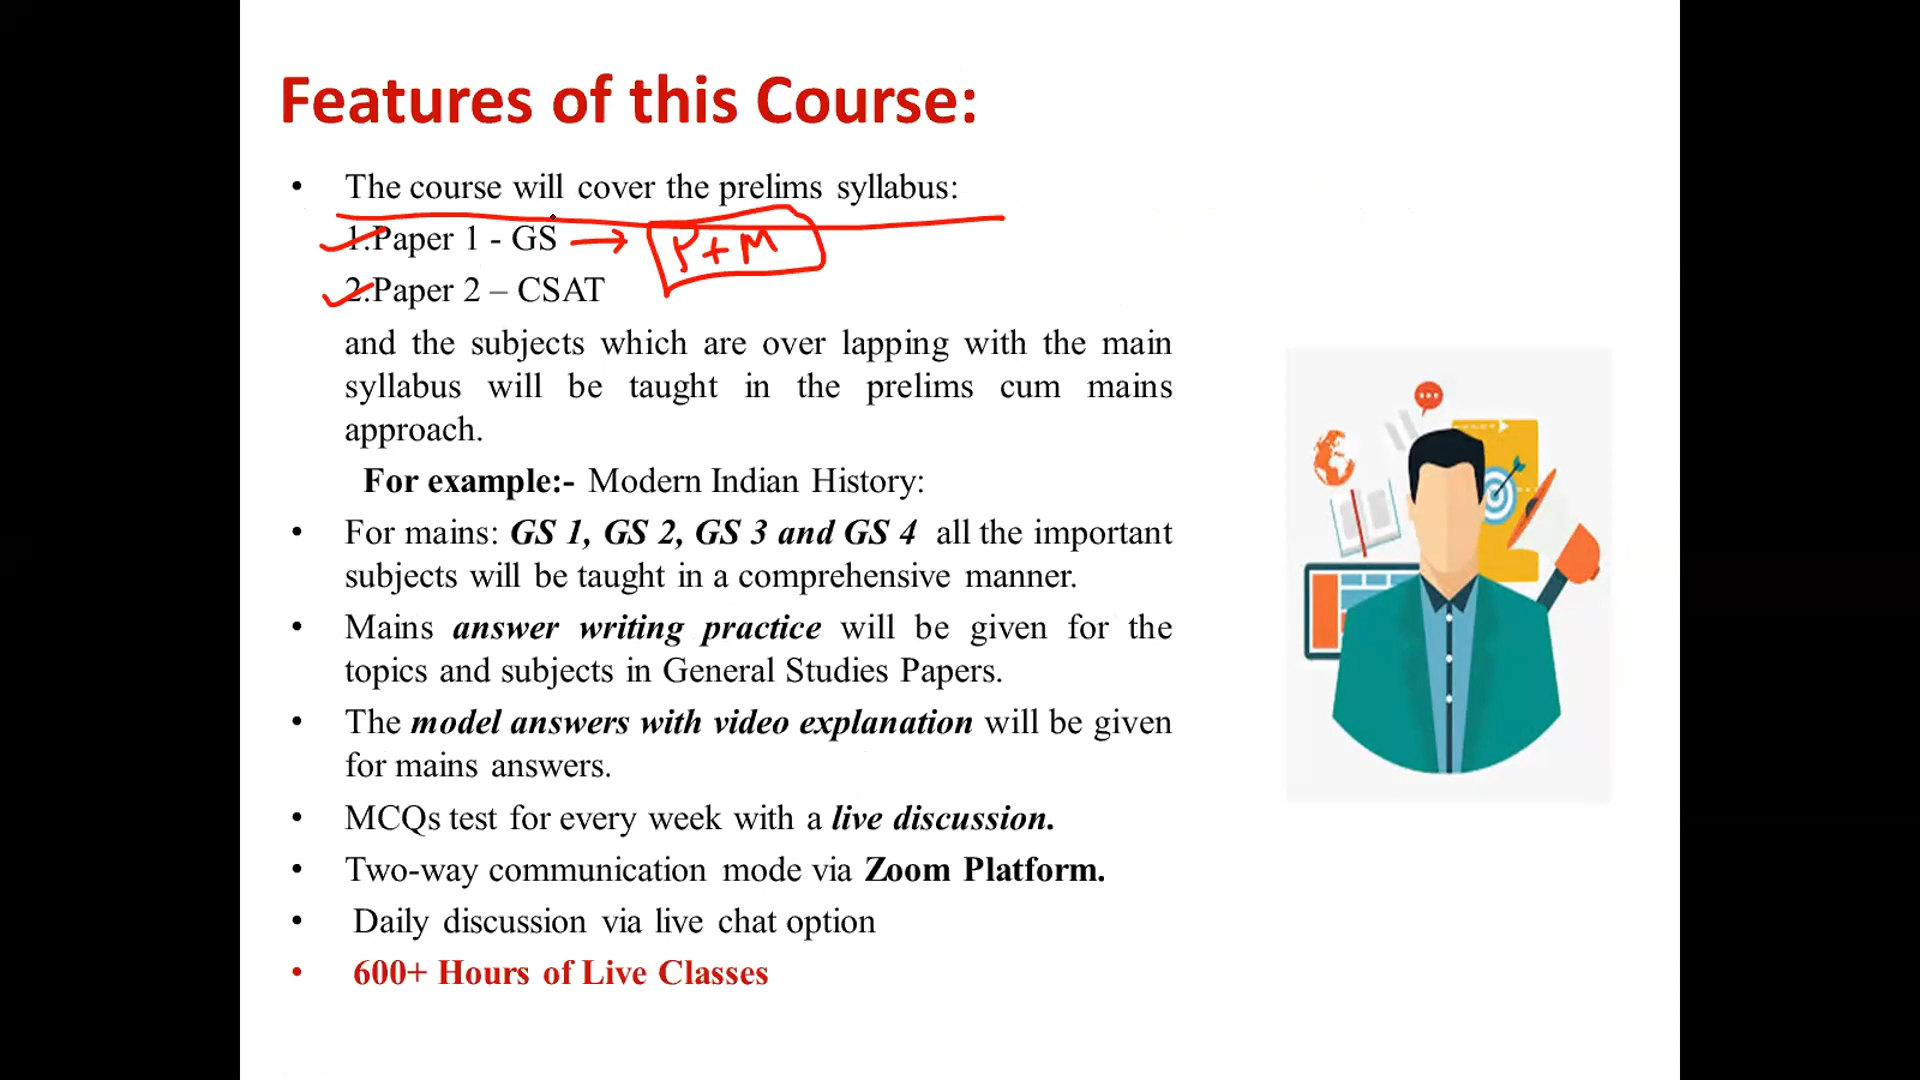 Features of this Course:
• The course will cover the prelims syllabus:
1.Paper 1 - GS → P+M
2.Paper 2 – CSAT
and the subjects which are over lapping with the main
syllabus will be taught in the prelims cum mains
approach.
For example:- Modern Indian History:
• For mains: GS 1, GS 2, GS 3 and GS 4 all the important
subjects will be taught in a comprehensive manner.
• Mains answer writing practice will be given for the
topics and subjects in General Studies Papers.
• The model answers with video explanation will be given
for mains answers.
• MCQs test for every week with a live discussion.
• Two-way communication mode via Zoom Platform.
• Daily discussion via live chat option
• 600+ Hours of Live Classes